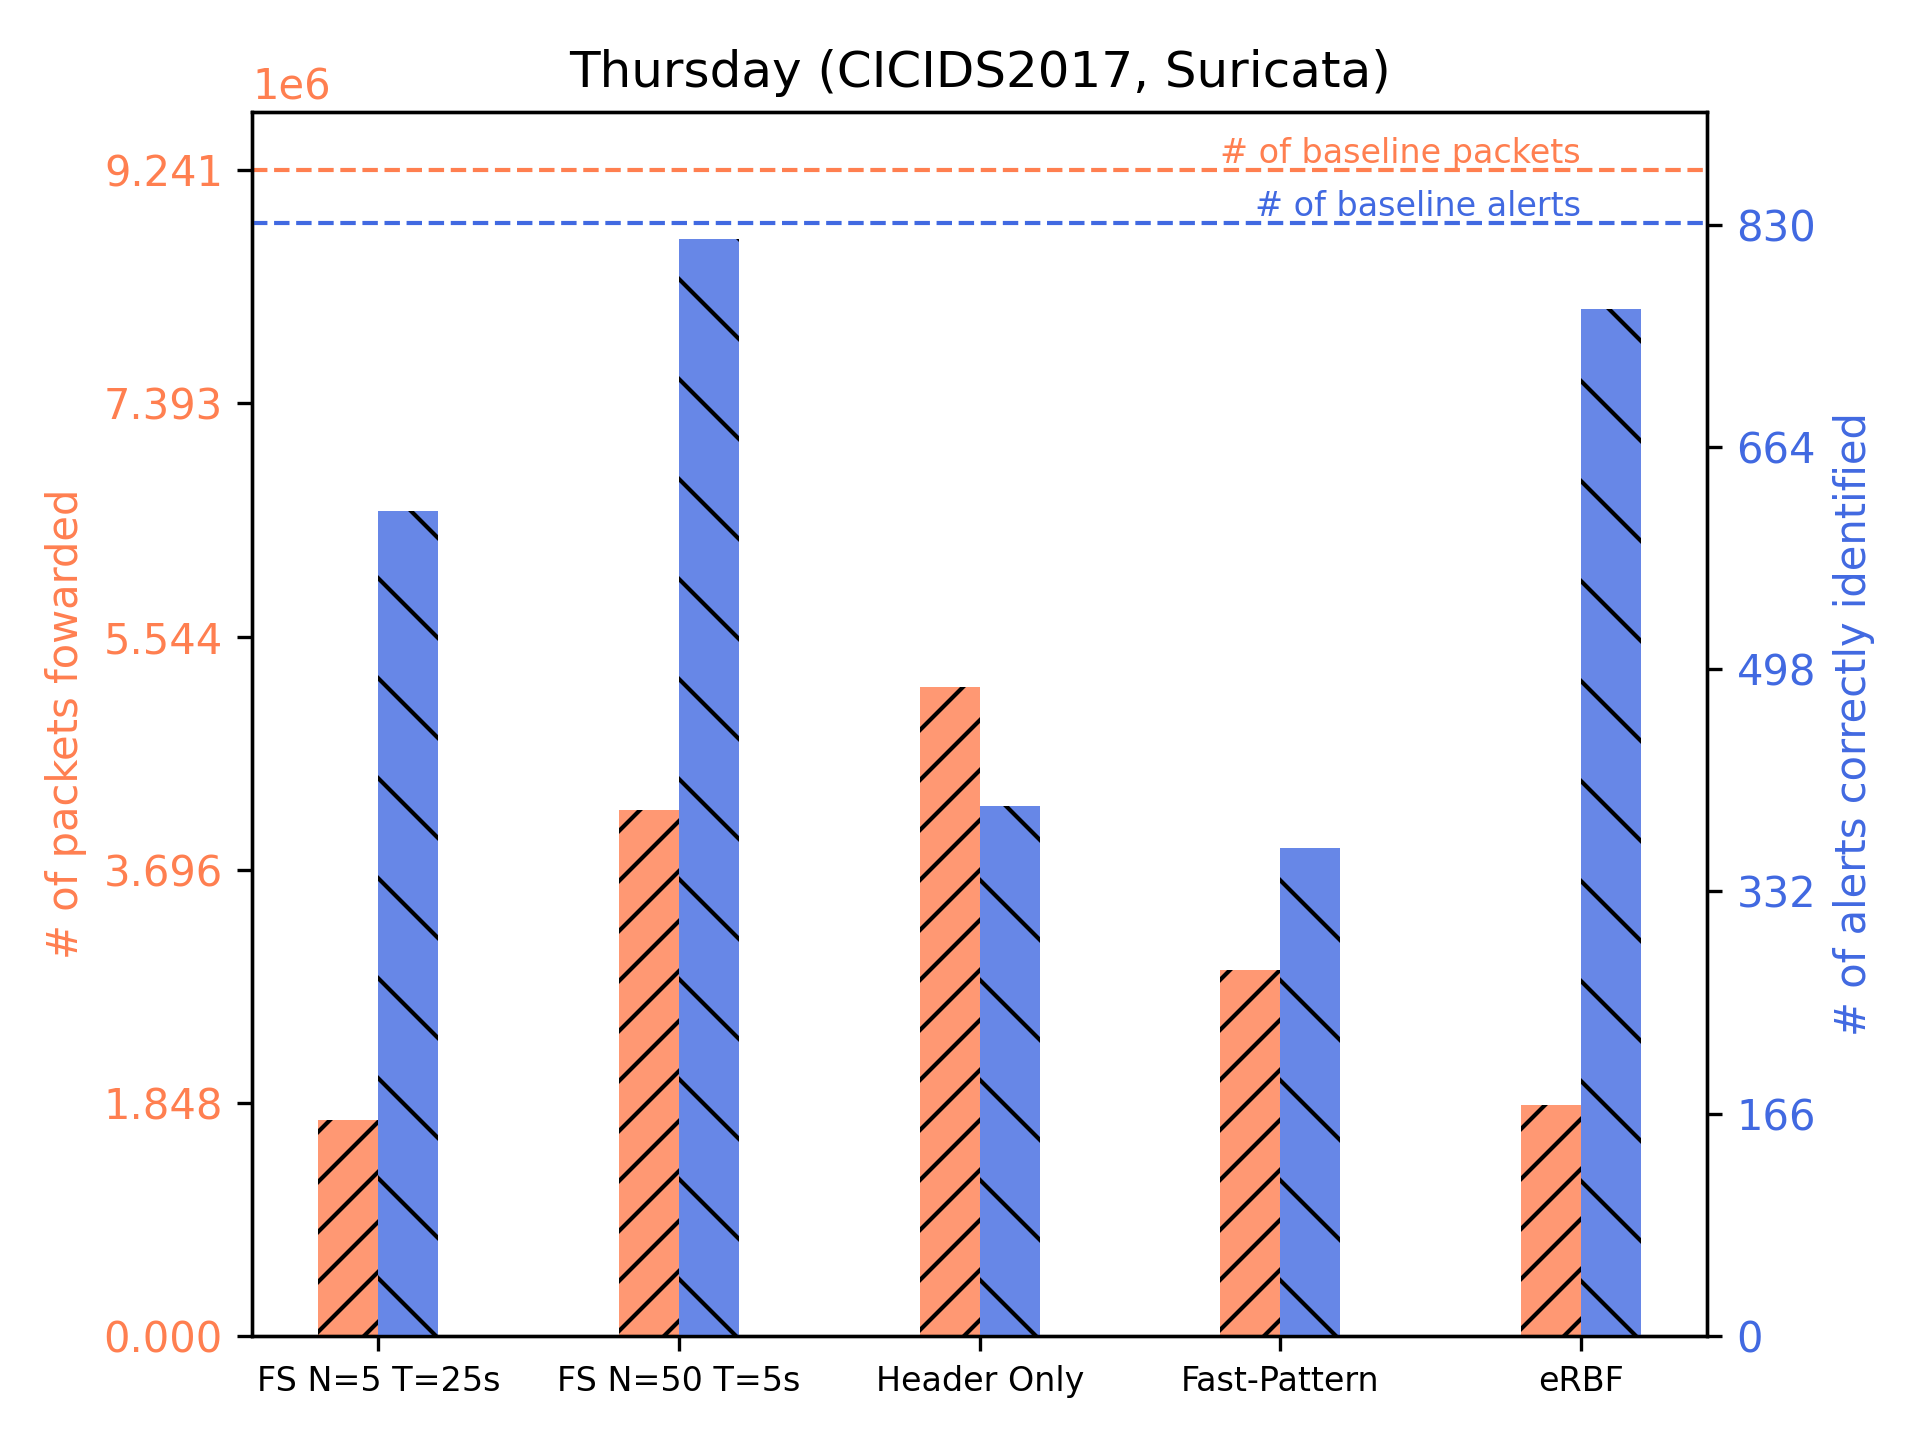 Thursday (CICIDS2017, Suricata)
1e6
# of baseline packets
# of baseline alerts
9.241
7.393
5.544
3.696
1.848
0.000
# of packets fowarded
830
664
498
332
166
0
# of alerts correctly identified
FS N=5 T=25s
FS N=50 T=5s
Header Only
Fast-Pattern
eRBF